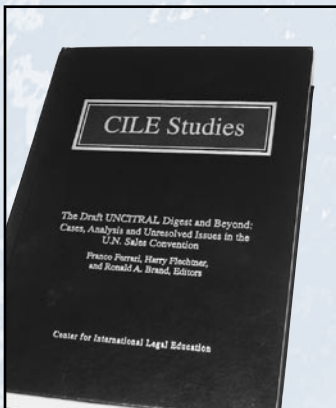 CILE Studies
The Draft UNCITRAL Digest and Beyond:
Cases, Analysis and Unresolved Issues in the
U.N. Sales Convention
Franco Ferrari, Harry Flechtner,
and Ronald A. Brand, Editors
Center for International Legal Education